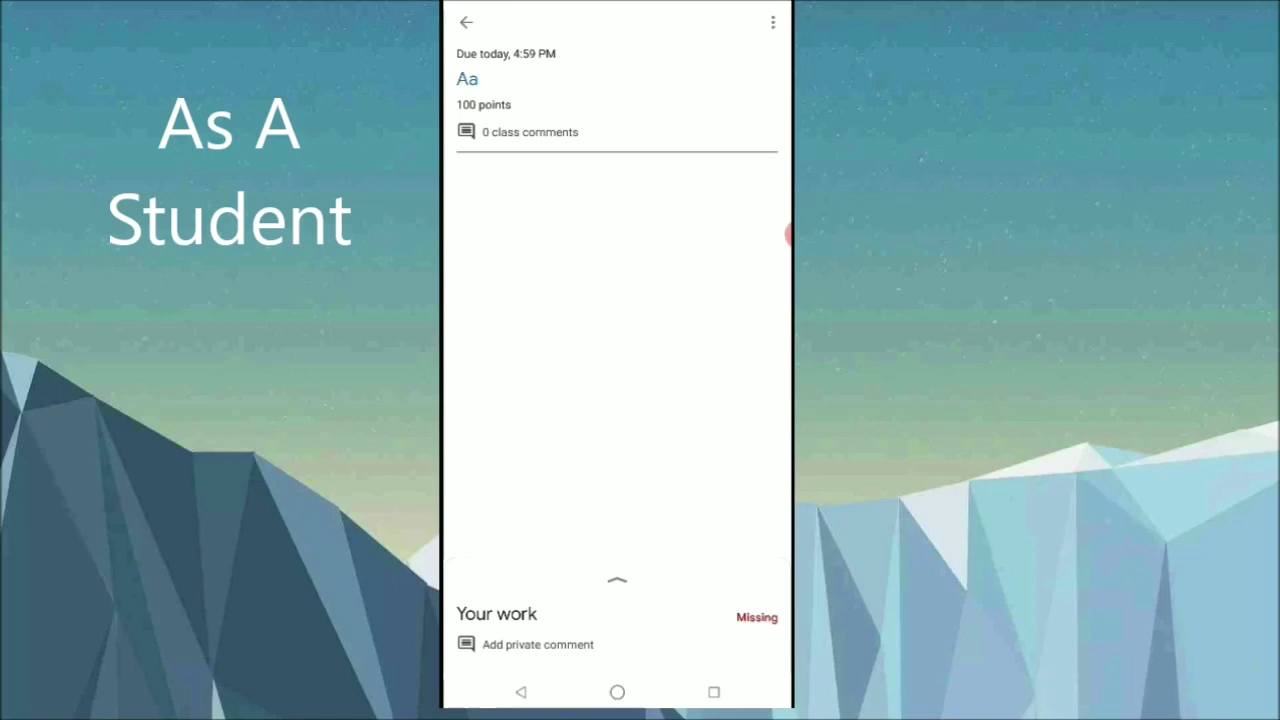 As A
Student
Due today, 4:59 PM
Aa
100 points
0 class comments
Your work
Missing
Add private comment